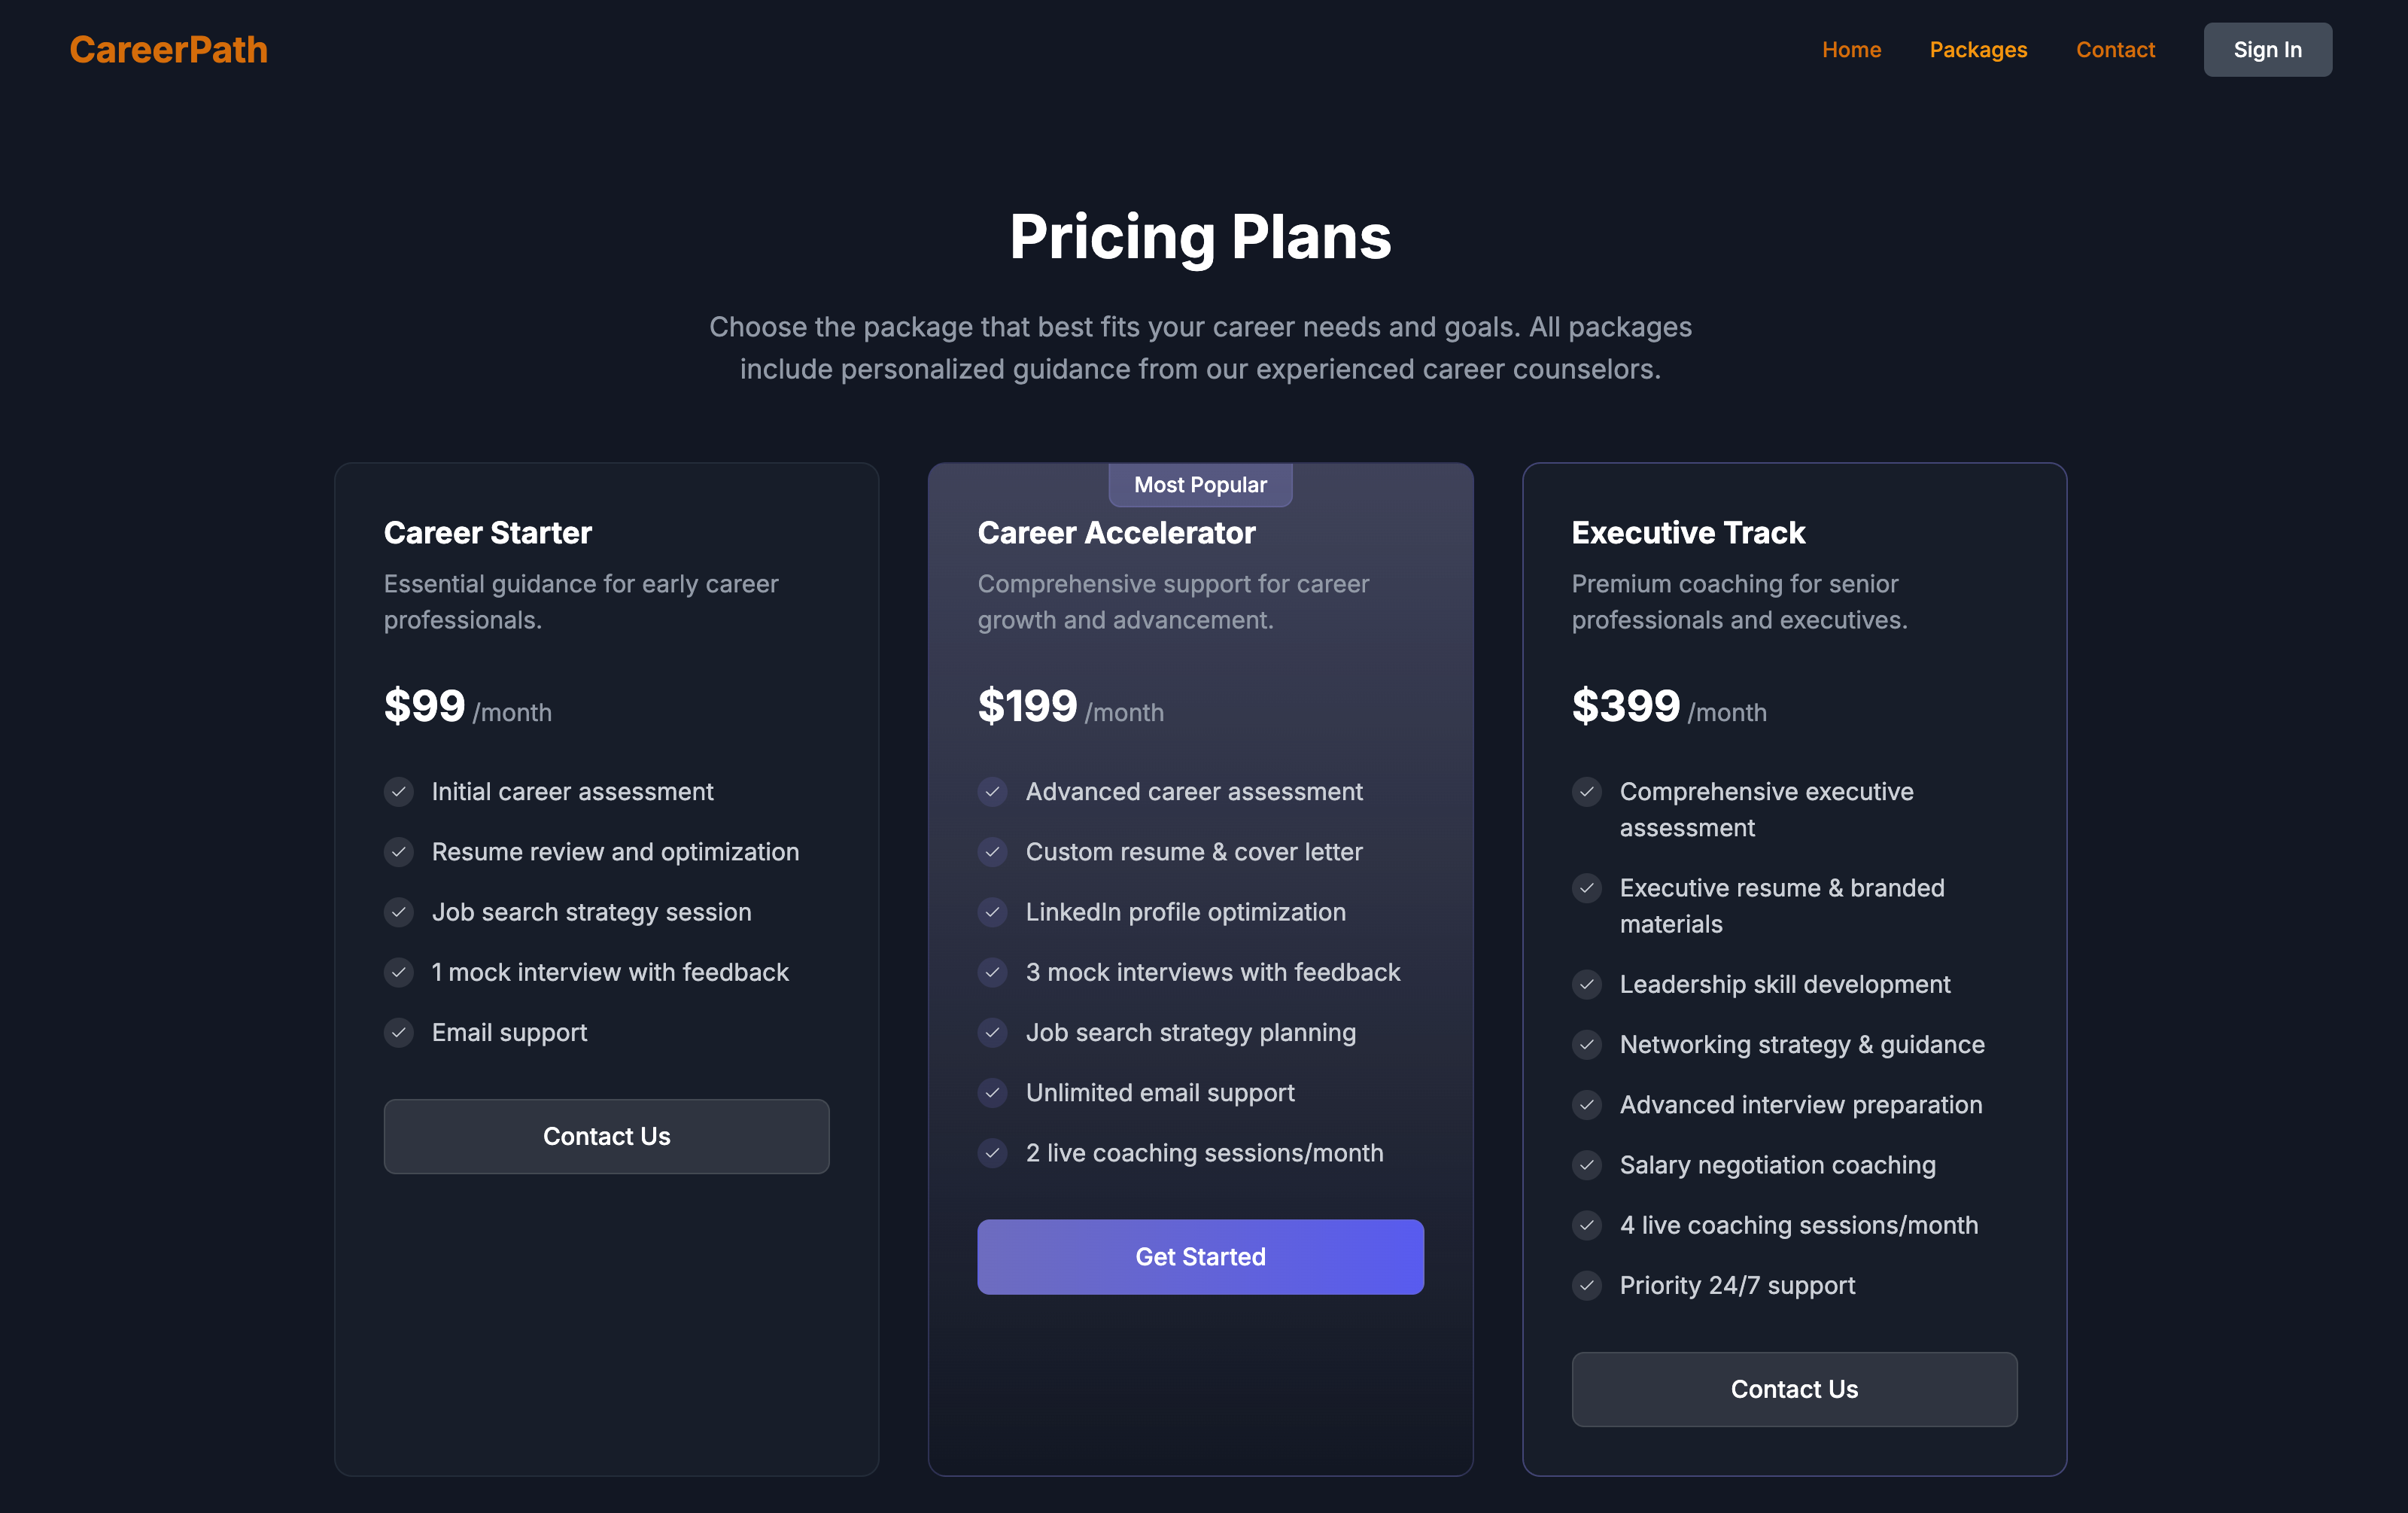 CareerPath
Home
Packages
Contact
Sign In
Pricing Plans
Choose the package that best fits your career needs and goals. All packages
include personalized guidance from our experienced career counselors.
Career Starter
Essential guidance for early career
professionals.
$99 /month
Initial career assessment
Resume review and optimization
Job search strategy session
1 mock interview with feedback
Email support
Contact Us
Most Popular
Career Accelerator
Comprehensive support for career
growth and advancement.
$199 /month
Advanced career assessment
Custom resume & cover letter
LinkedIn profile optimization
3 mock interviews with feedback
Job search strategy planning
Unlimited email support
2 live coaching sessions/month
Get Started
Executive Track
Premium coaching for senior
professionals and executives.
$399 /month
Comprehensive executive
assessment
Executive resume & branded
materials
Leadership skill development
Networking strategy & guidance
Advanced interview preparation
Salary negotiation coaching
4 live coaching sessions/month
Priority 24/7 support
Contact Us